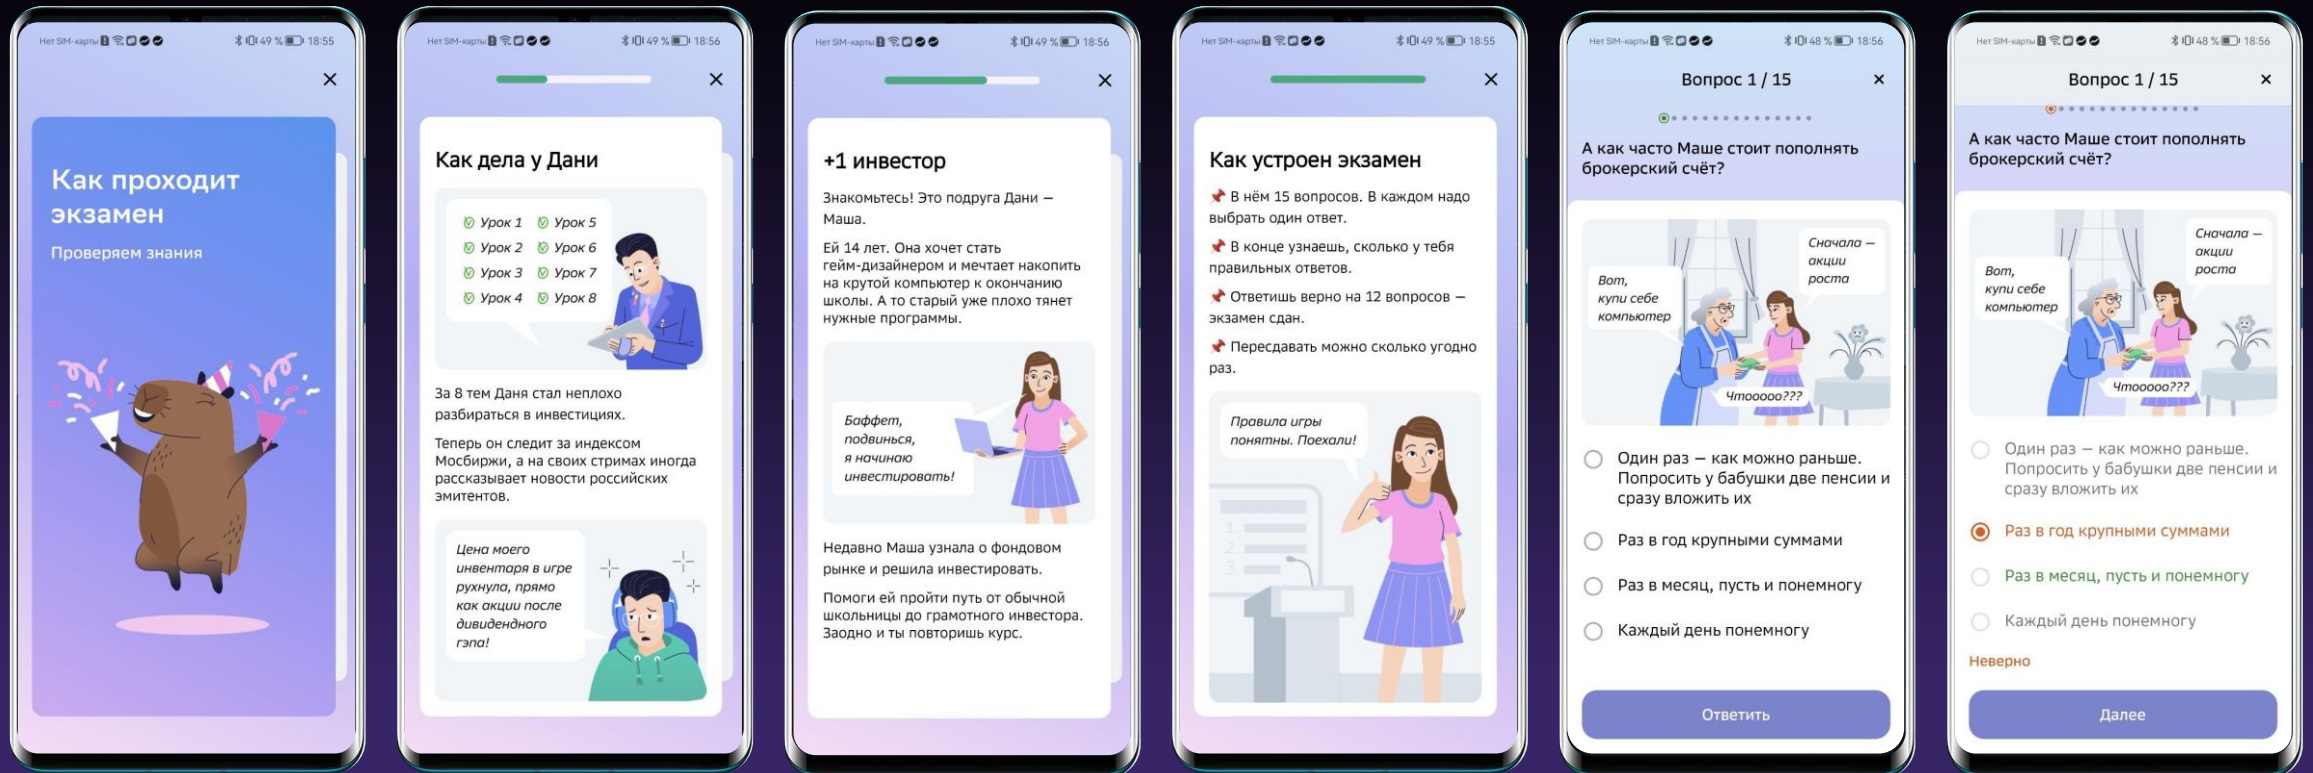 Нет SIM-карты
49 % 18:55
Как проходит
экзамен
Проверяем знания
Нет SIM-карты
49 % 18:56
Как дела у Дани
Урок 1 Урок 5
Урок 2 Урок 6
Урок 3 Урок 7
Урок 4 Урок 8
За 8 тем Даня стал неплохо
разбираться в инвестициях.
Теперь он следит за индексом
Мосбиржи, а на своих стримах иногда
рассказывает новости российских
эмитентов.
Цена моего
инвентаря в игре
рухнула, прямо
как акции после
дивидендного
гэпа!
Нет SIM-карты
49 % 18:56
+1 инвестор
Знакомьтесь! Это подруга Дани —
Маша.
Ей 14 лет. Она хочет стать
гейм-дизайнером и мечтает накопить
на крутой компьютер к окончанию
школы. А то старый уже плохо тянет
нужные программы.
Баффет,
подвинься,
я начинаю
инвестировать!
Недавно Маша узнала о фондовом
рынке и решила инвестировать.
Помоги ей пройти путь от обычной
школьницы до грамотного инвестора.
Заодно и ты повторишь курс.
Нет SIM-карты
49 % 18:55
Как устроен экзамен
📌 В нём 15 вопросов. В каждом надо
выбрать один ответ.
📌 В конце узнаешь, сколько у тебя
правильных ответов.
📌 Ответишь верно на 12 вопросов —
экзамен сдан.
📌 Пересдавать можно сколько угодно
раз.
Правила игры
понятны. Поехали!
1.
2.
3.
Нет SIM-карты
48 % 18:56
Вопрос 1 / 15
А как часто Маше стоит пополнять
брокерский счёт?
Вот,
купи себе
компьютер
Сначала —
акции
роста
Чтооооо???
Один раз — как можно раньше.
Попросить у бабушки две пенсии и
сразу вложить их
Раз в год крупными суммами
Раз в месяц, пусть и понемногу
Каждый день понемногу
Ответить
Нет SIM-карты
48 % 18:56
Вопрос 1 / 15
А как часто Маше стоит пополнять
брокерский счёт?
Вот,
купи себе
компьютер
Сначала —
акции
роста
Чтооооо???
Один раз — как можно раньше.
Попросить у бабушки две пенсии и
сразу вложить их
Раз в год крупными суммами
Раз в месяц, пусть и понемногу
Каждый день понемногу
Неверно
Далее